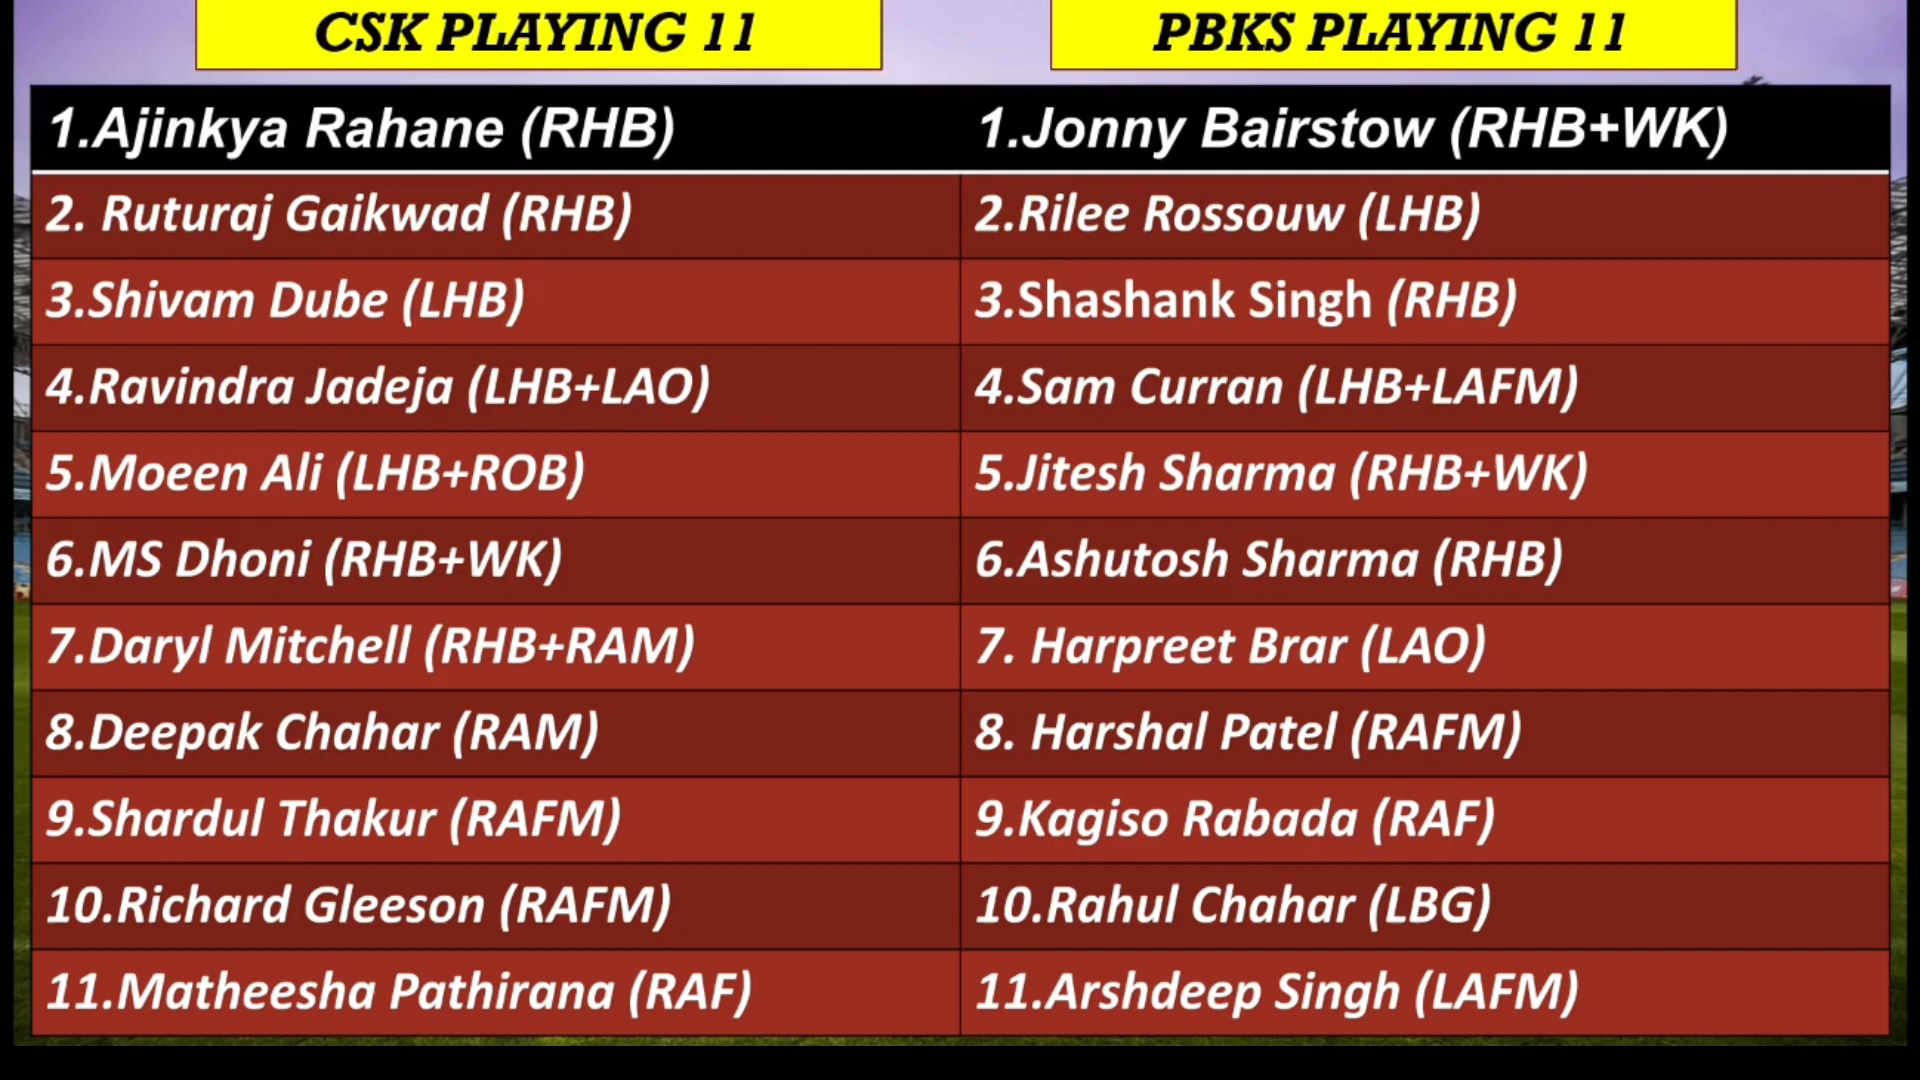 CSK PLAYING 11
PBKS PLAYING 11
1.Ajinkya Rahane (RHB)
1.Jonny Bairstow (RHB+WK)
2. Ruturaj Gaikwad (RHB)
2.Rilee Rossouw (LHB)
3.Shivam Dube (LHB)
3.Shashank Singh (RHB)
4.Ravindra Jadeja (LHB+LAO)
4.Sam Curran (LHB+LAFM)
5.Moeen Ali (LHB+ROB)
5.Jitesh Sharma (RHB+WK)
6.MS Dhoni (RHB+WK)
6.Ashutosh Sharma (RHB)
7.Daryl Mitchell (RHB+RAM)
7. Harpreet Brar (LAO)
8.Deepak Chahar (RAM)
8. Harshal Patel (RAFM)
9.Shardul Thakur (RAFM)
9.Kagiso Rabada (RAF)
10.Richard Gleeson (RAFM)
10.Rahul Chahar (LBG)
11.Matheesha Pathirana (RAF)
11.Arshdeep Singh (LAFM)